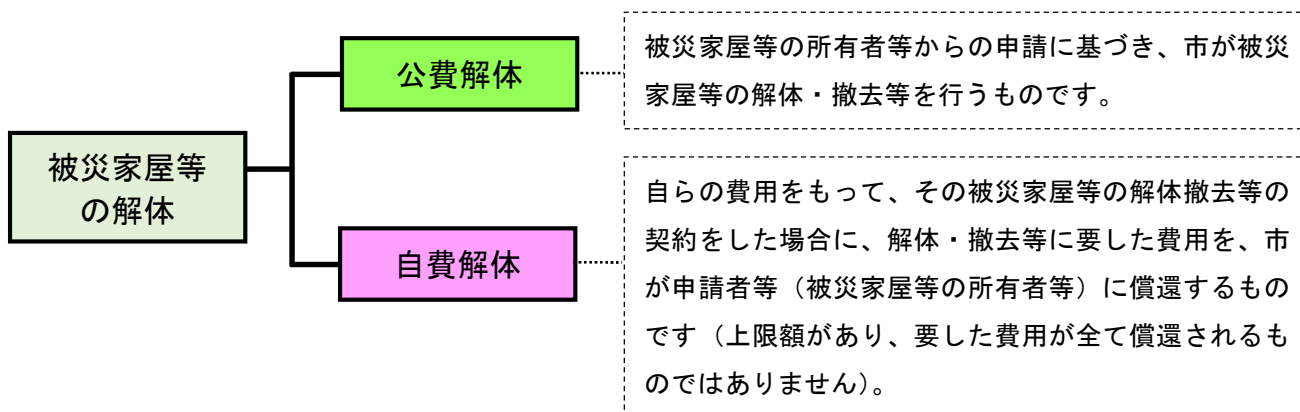 被災家屋等
の解体
公費解体
被災家屋等の所有者等からの申請に基づき、市が被災
家屋等の解体・撤去等を行うものです。
自費解体
自らの費用をもって、その被災家屋等の解体撤去等の
契約をした場合に、解体・撤去等に要した費用を、市
が申請者等（被災家屋等の所有者等）に償還するもの
です（上限額があり、要した費用が全て償還されるも
のではありません）。